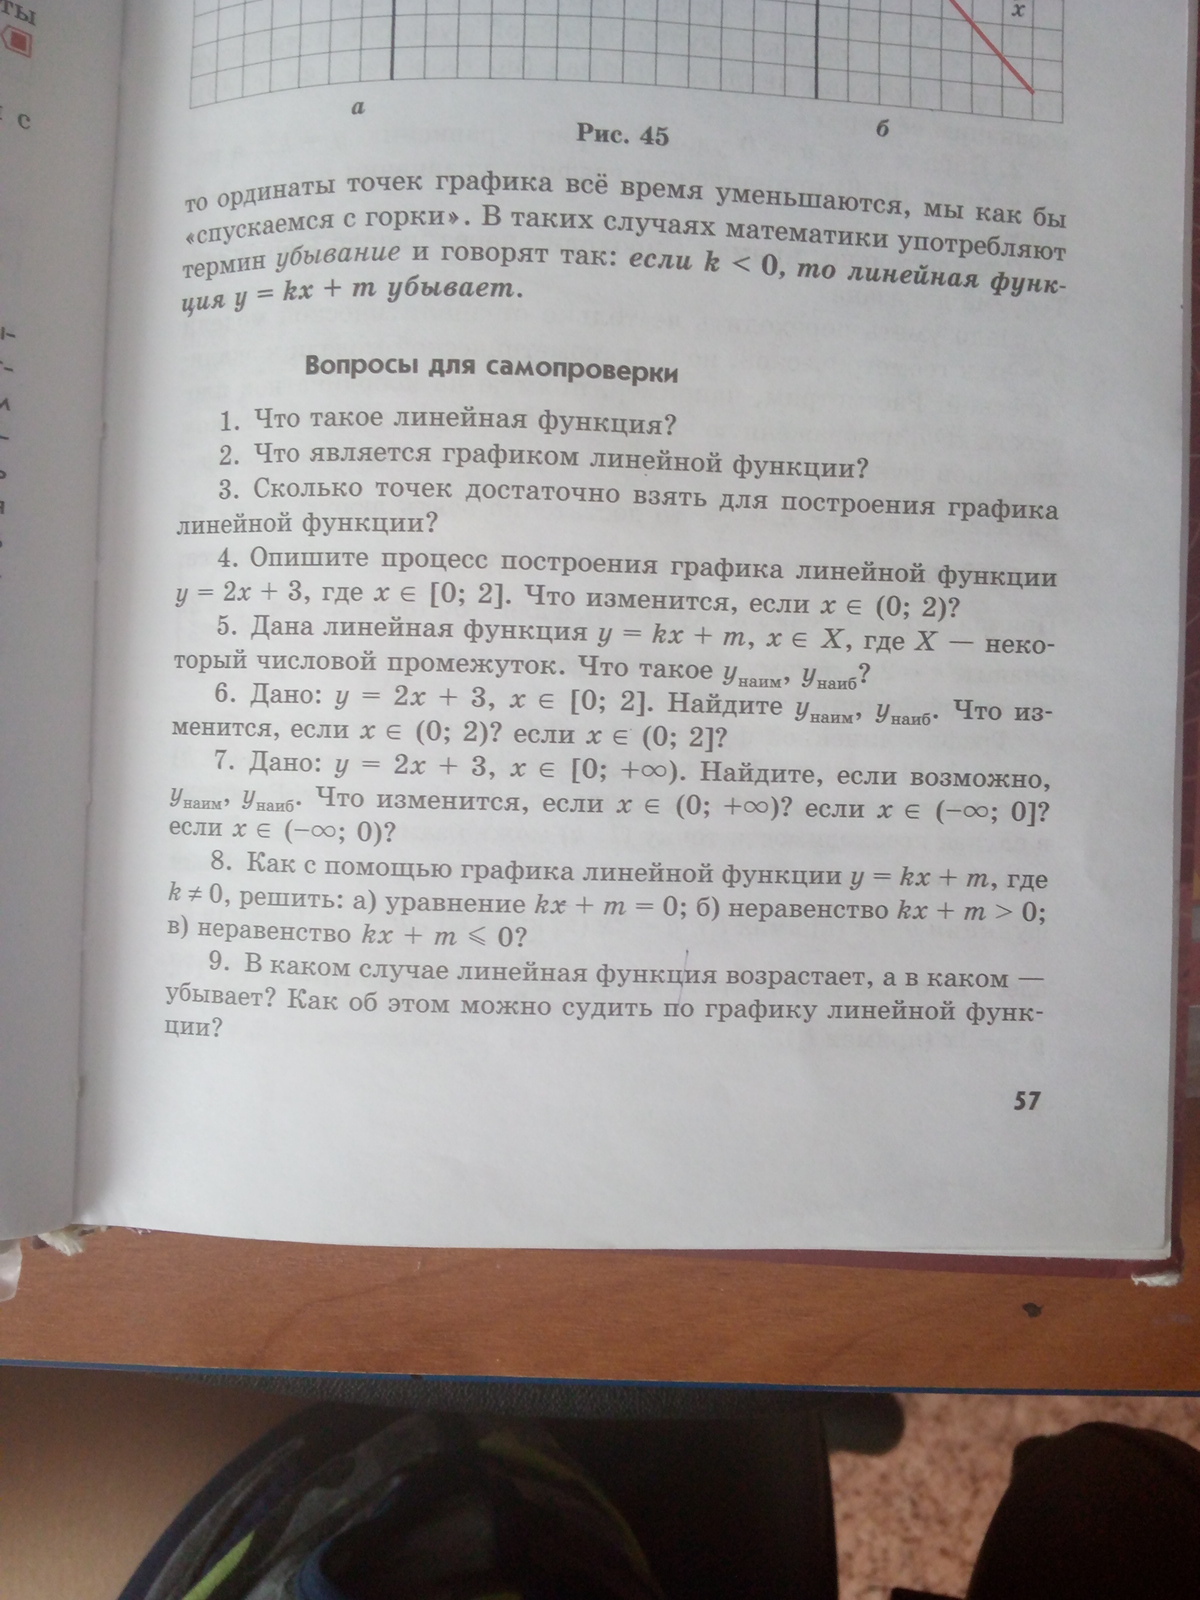 ты
с
x
а
б
Рис. 45
то ординаты точек графика всё время уменьшаются, мы как бы
«спускаемся с горки». В таких случаях математики употребляют
термин убывание и говорят так: если k < 0, то линейная функ-
ция y = kx + m убывает.
Вопросы для самопроверки
1. Что такое линейная функция?
2. Что является графиком линейной функции?
3. Сколько точек достаточно взять для построения графика
линейной функции?
4. Опишите процесс построения графика линейной функции
y = 2x + 3, где x ∈ [0; 2]. Что изменится, если x ∈ (0; 2)?
5. Дана линейная функция y = kx + m, x ∈ X, где X — неко-
торый числовой промежуток. Что такое yнаим, yнаиб?
6. Дано: y = 2x + 3, x ∈ [0; 2]. Найдите yнаим, yнаиб. Что из-
менится, если x ∈ (0; 2)? если x ∈ (0; 2]?
7. Дано: y = 2x + 3, x ∈ [0; +∞). Найдите, если возможно,
yнаим, yнаиб. Что изменится, если x ∈ (0; +∞)? если x ∈ (−∞; 0]?
если x ∈ (−∞; 0)?
8. Как с помощью графика линейной функции y = kx + m, где
k ≠ 0, решить: а) уравнение kx + m = 0; б) неравенство kx + m > 0;
в) неравенство kx + m ⩽ 0?
9. В каком случае линейная функция возрастает, а в каком —
убывает? Как об этом можно судить по графику линейной функ-
ции?
57